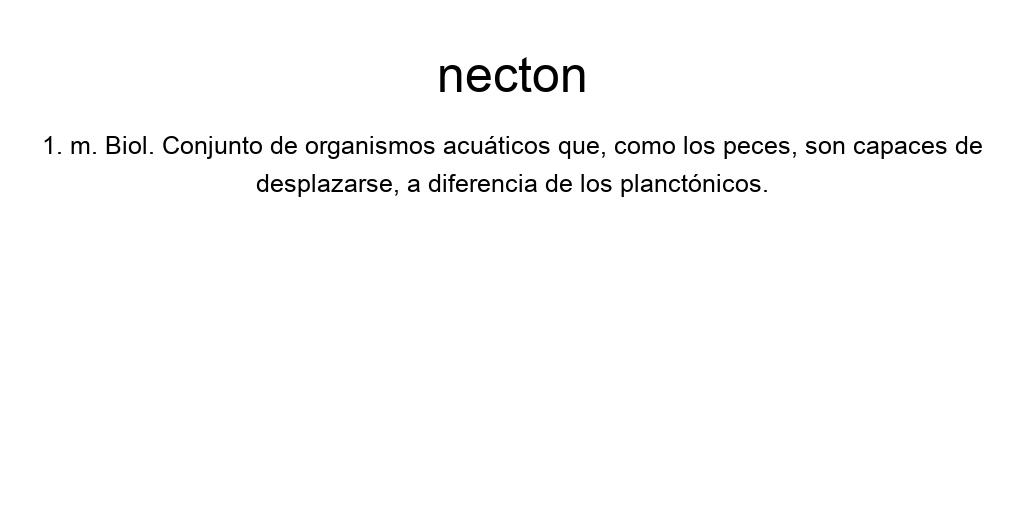 necton
1. m. Biol. Conjunto de organismos acuáticos que, como los peces, son capaces de
desplazarse, a diferencia de los planctónicos.